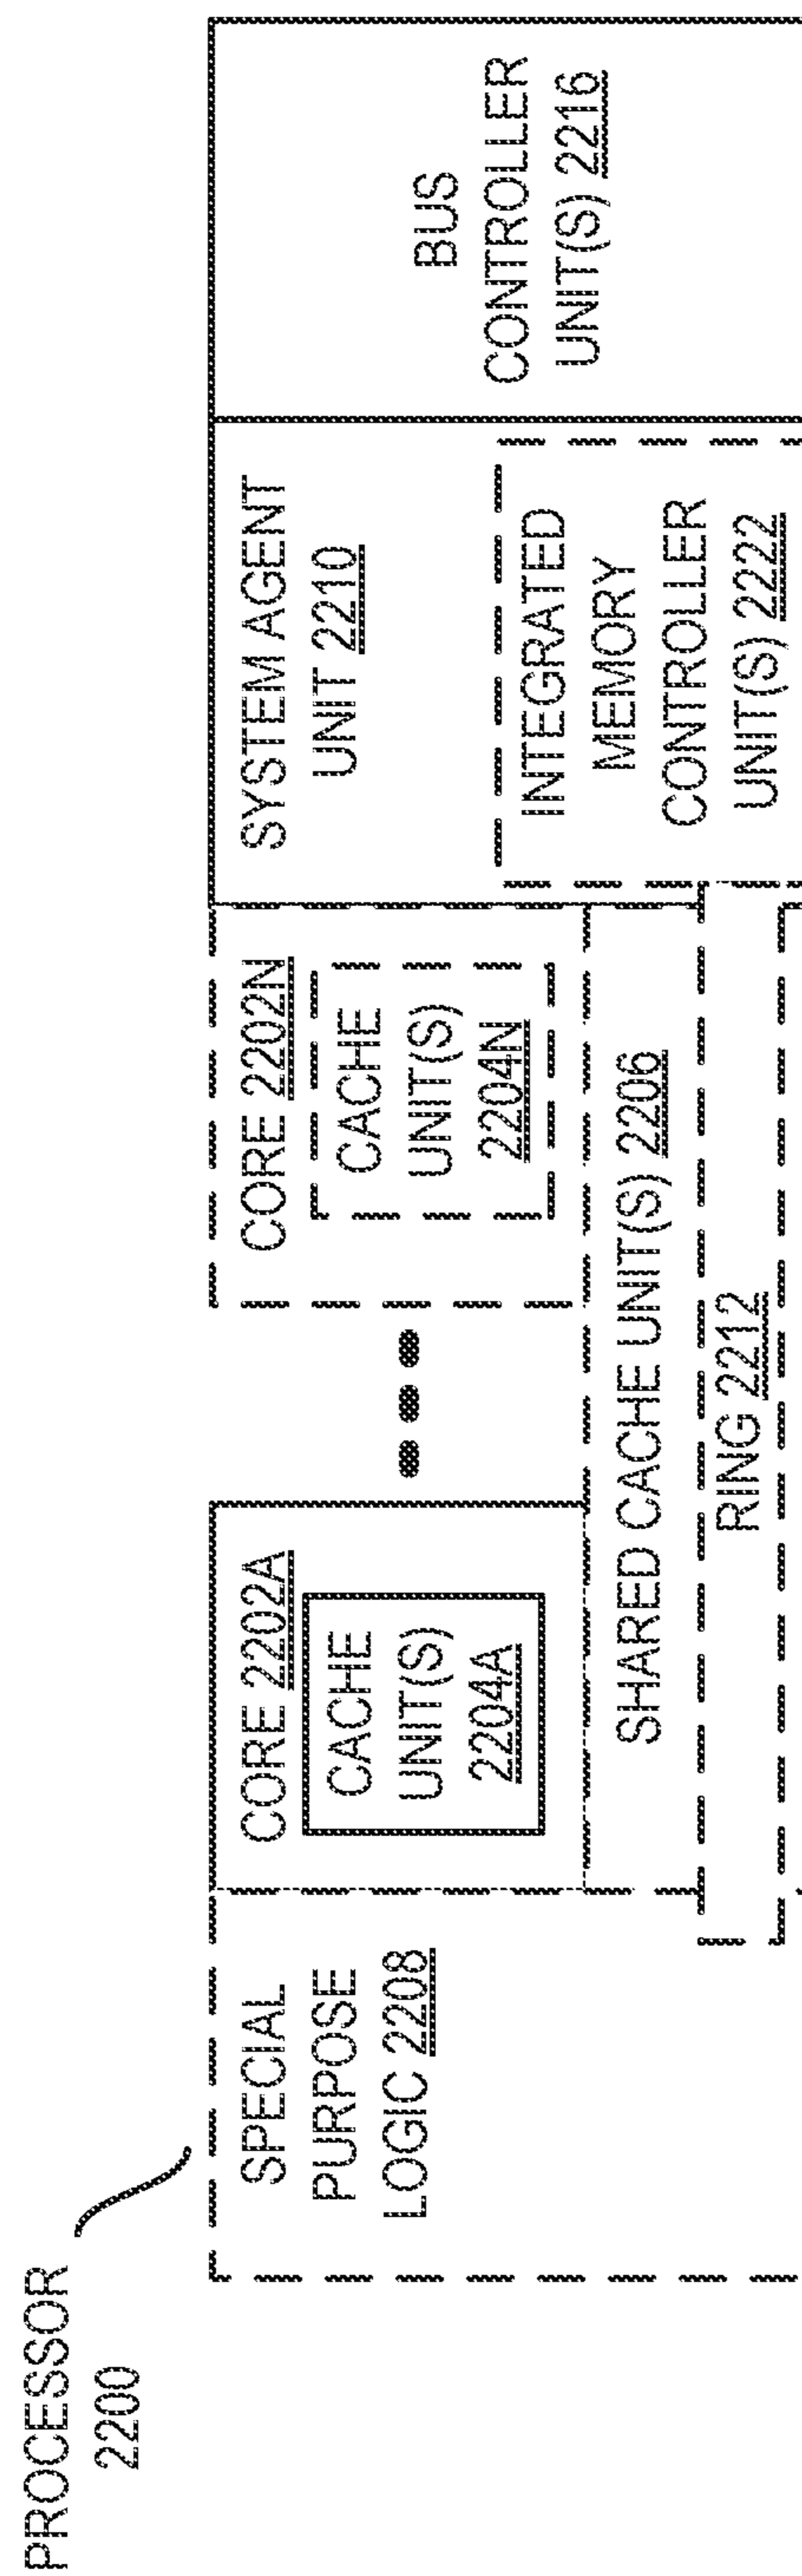 PROCESSOR
2200
SPECIAL
PURPOSE
LOGIC 2208
CORE 2202A
CACHE
UNIT(S)
2204A
CORE 2202N
CACHE
UNIT(S)
2204N
SHARED CACHE UNIT(S) 2206
RING 2212
SYSTEM AGENT
UNIT 2210
INTEGRATED
MEMORY
CONTROLLER
UNIT(S) 2222
BUS
CONTROLLER
UNIT(S) 2216